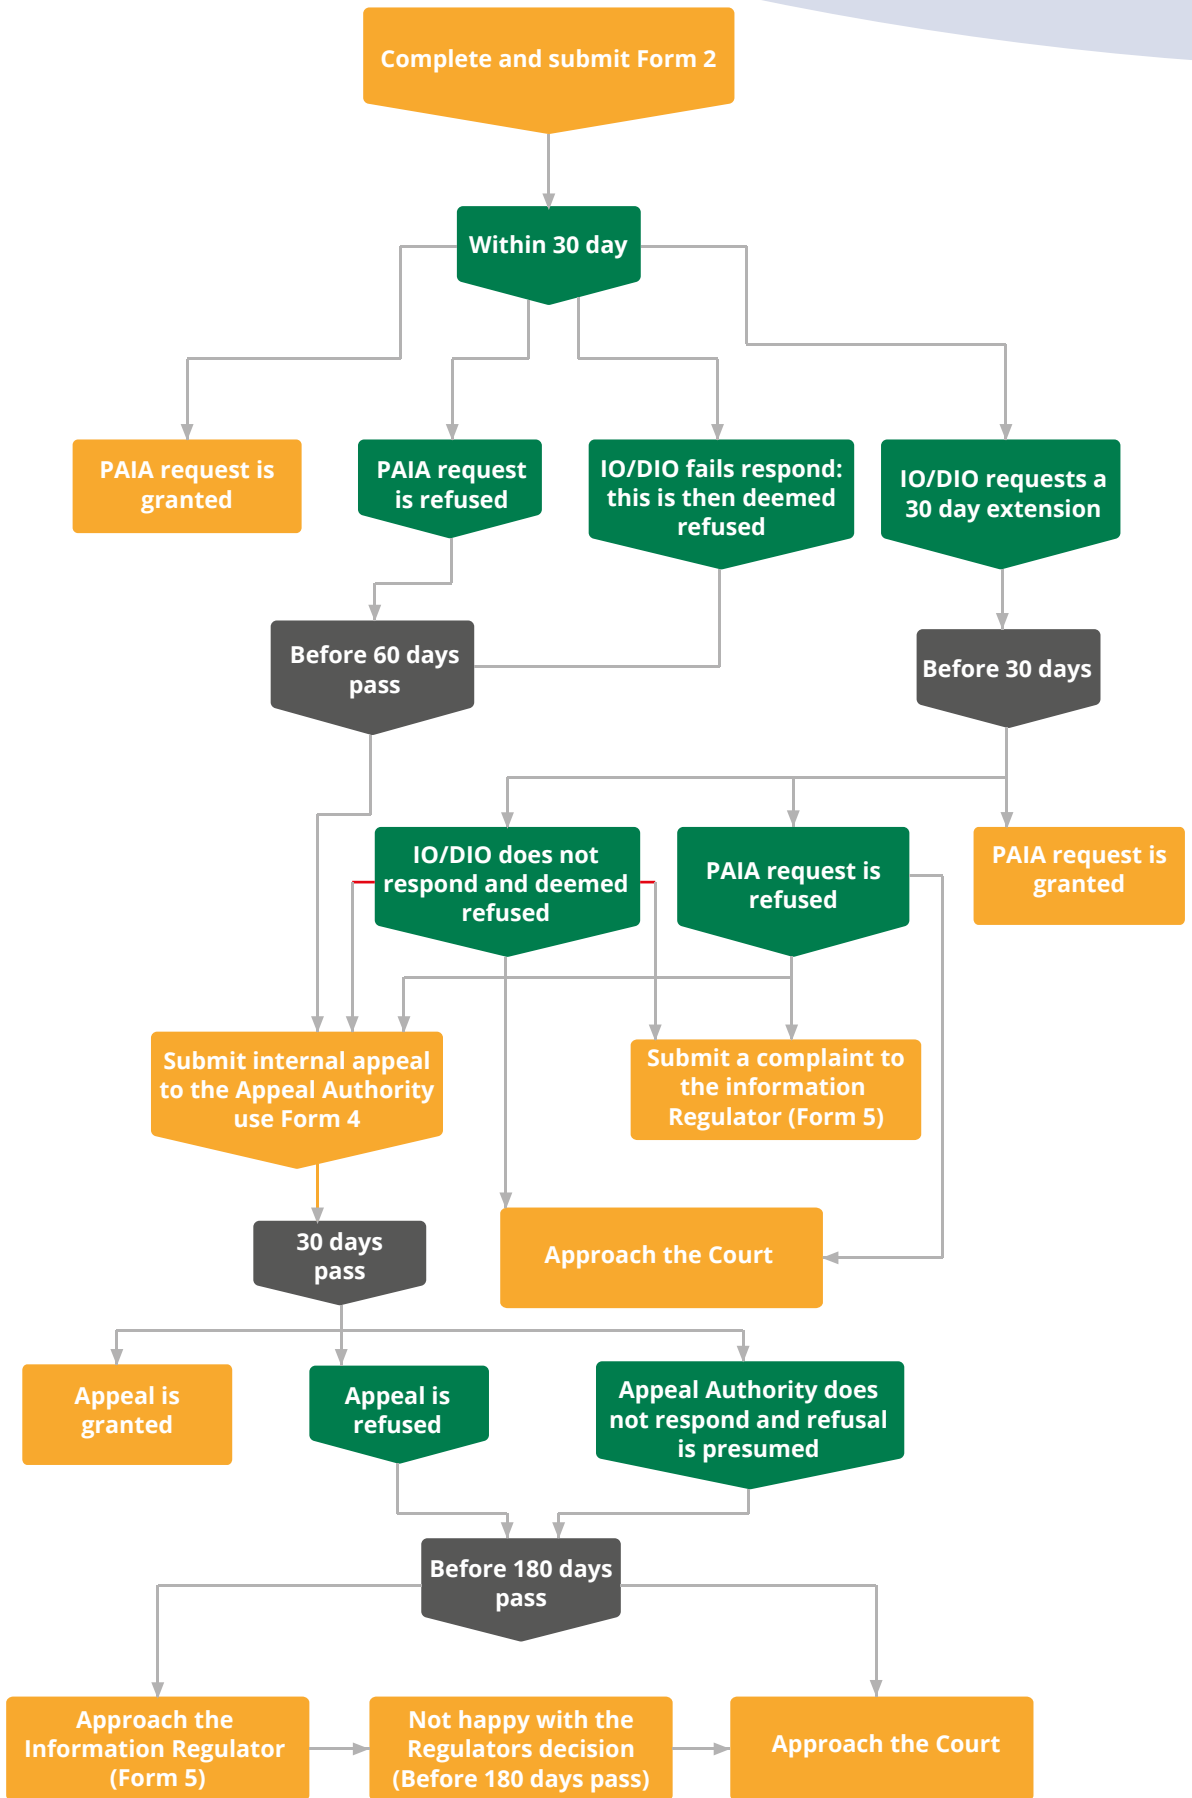 Complete and submit Form 2
Within 30 day
PAIA request is
granted
PAIA request
is refused
IO/DIO fails respond:
this is then deemed
refused
IO/DIO requests a
30 day extension
Before 60 days
pass
Before 30 days
IO/DIO does not
respond and deemed
refused
PAIA request is
refused
PAIA request is
granted
Submit internal appeal
to the Appeal Authority
use Form 4
Submit a complaint to
the information
Regulator (Form 5)
30 days
pass
Approach the Court
Appeal is
granted
Appeal is
refused
Appeal Authority does
not respond and refusal
is presumed
Before 180 days
pass
Approach the
Information Regulator
(Form 5)
Not happy with the
Regulators decision
(Before 180 days pass)
Approach the Court